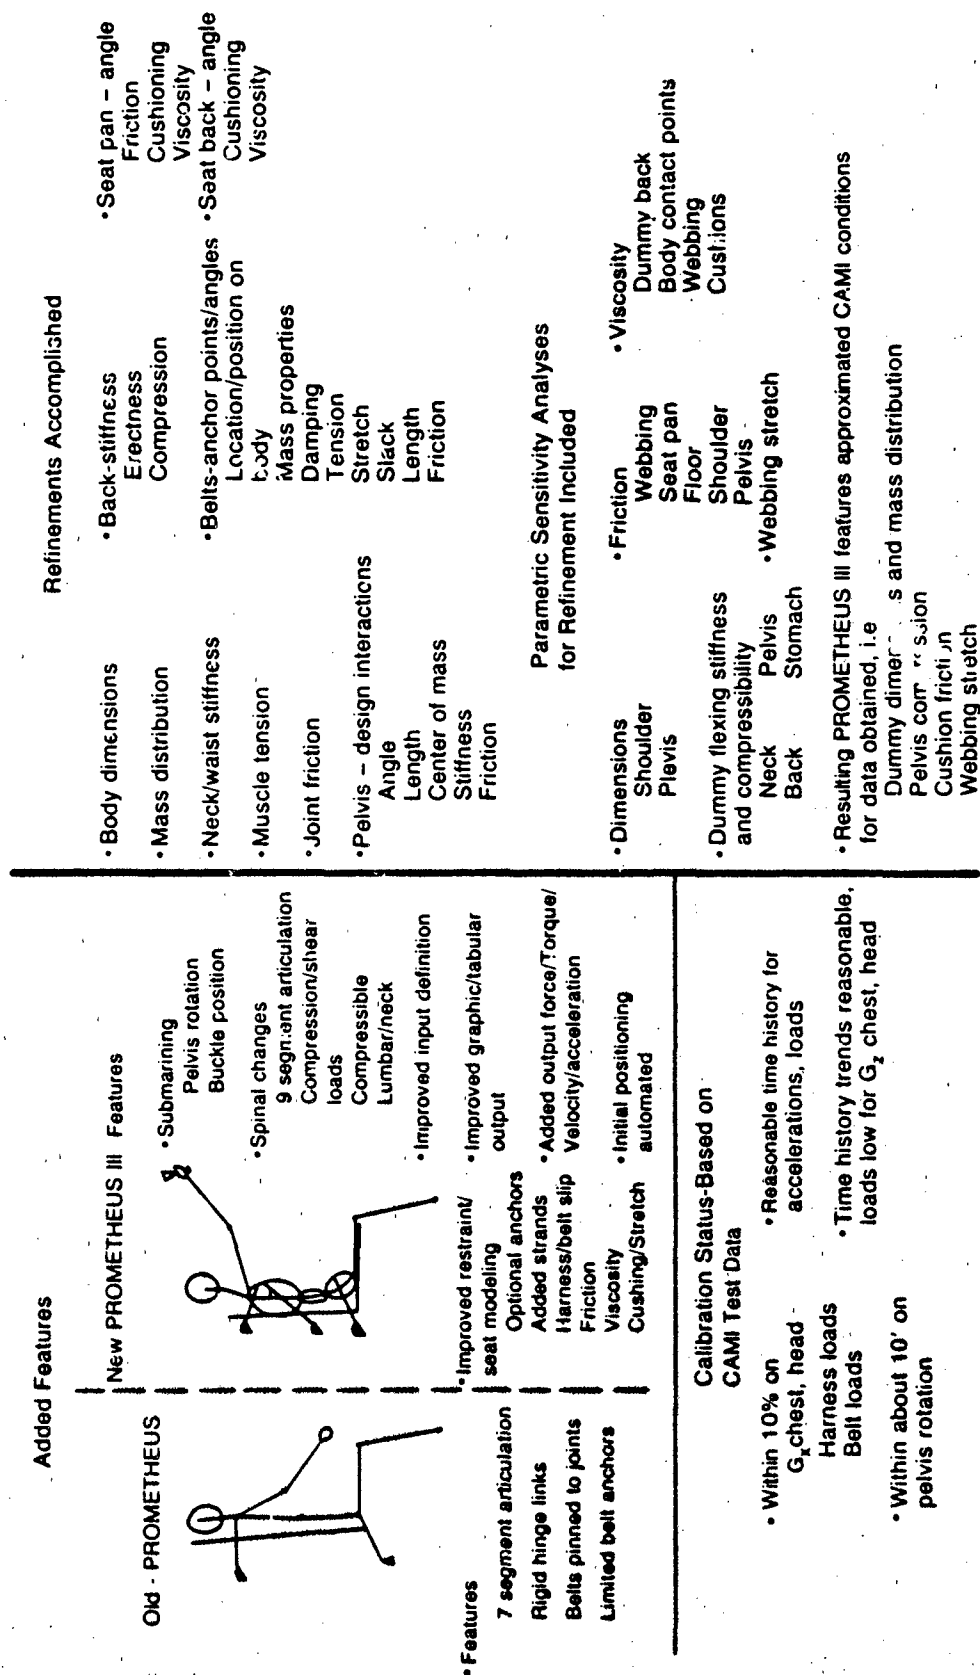 Added Features
Old - PROMETHEUS
• Features
7 segment articulation
Rigid hinge links
Belts pinned to joints
Limited belt anchors
New PROMETHEUS III Features
• Improved restraint/
seat modeling
Optional anchors
Added strands
Harness/belt slip
Friction
Viscosity
Cushing/Stretch
• Submarining
Pelvis rotation
Buckle position
• Spinal changes
9 segment articulation
Compression/shear
loads
Compressible
Lumbar/neck
• Improved input definition
• Improved graphic/tabular
output
• Added output force/Torque/
Velocity/acceleration
• Initial positioning
automated
Calibration Status-Based on
CAMI Test Data
• Within 10% on
Gx chest, head
Harness loads
Belt loads
• Within about 10' on
pelvis rotation
• Reasonable time history for
accelerations, loads
• Time history trends reasonable,
loads low for Gz chest, head
Refinements Accomplished
• Body dimensions
• Mass distribution
• Neck/waist stiffness
• Muscle tension
• Joint friction
• Pelvis – design interactions
Angle
Length
Center of mass
Stiffness
Friction
• Back-stiffness
Erectness
Compression
• Belts-anchor points/angles
Location/position on
body
Mass properties
Damping
Tension
Stretch
Slack
Length
Friction
• Seat pan – angle
Friction
Cushioning
Viscosity
• Seat back – angle
Cushioning
Viscosity
Parametric Sensitivity Analyses
for Refinement Included
• Dimensions
Shoulder
Plevis
• Dummy flexing stiffness
and compressibility
Neck Pelvis
Back Stomach
• Friction
Webbing
Seat pan
Floor
Shoulder
Pelvis
• Webbing stretch
• Viscosity
Dummy back
Body contact points
Webbing
Cushions
• Resulting PROMETHEUS III features approximated CAMI conditions
for data obtained, i.e
Dummy and mass distribution
Pelvis
Cushion friction
Webbing stretch